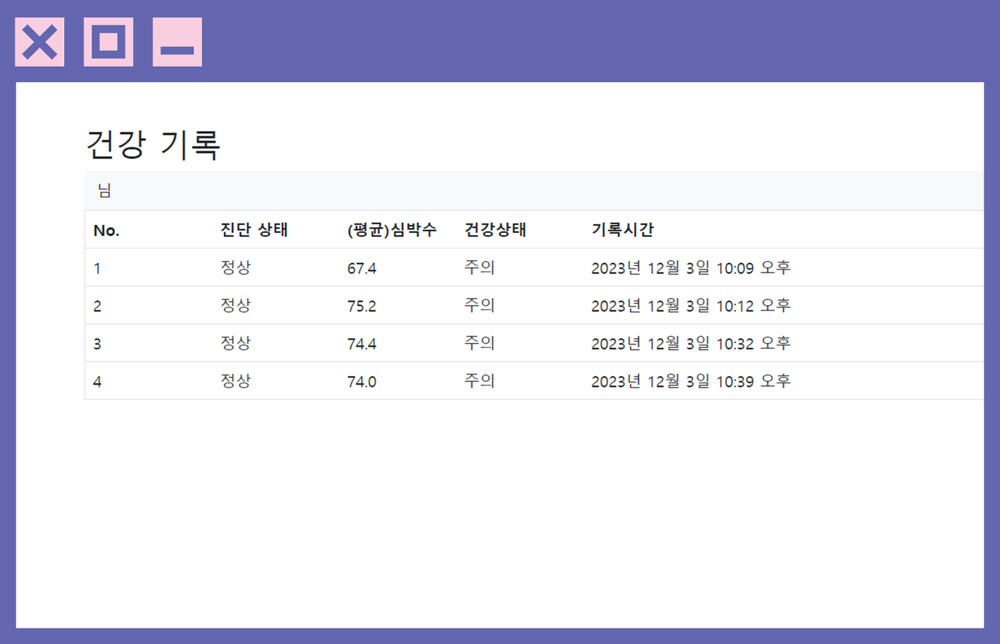 건강 기록
님
No. 진단 상태 (평균)심박수 건강상태 기록시간
1 정상 67.4 주의 2023년 12월 3일 10:09 오후
2 정상 75.2 주의 2023년 12월 3일 10:12 오후
3 정상 74.4 주의 2023년 12월 3일 10:32 오후
4 정상 74.0 주의 2023년 12월 3일 10:39 오후